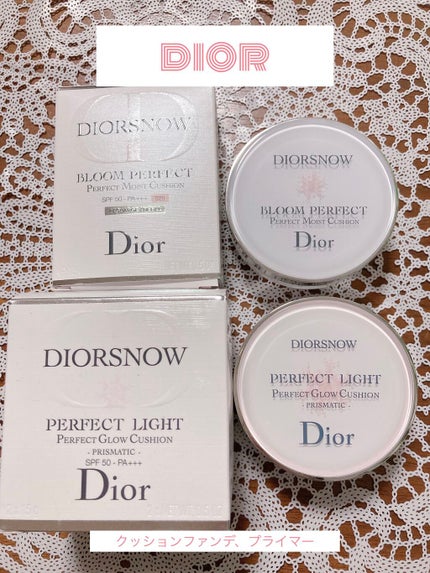 DIOR
DIORSNOW
BLOOM PERFECT
PERFECT MOIST CUSHION
SPF 50 - PA+++
Dior
DIORSNOW
BLOOM PERFECT
PERFECT MOIST CUSHION
Dior
DIORSNOW
PERFECT LIGHT
PERFECT GLOW CUSHION
- PRISMATIC -
SPF 50 - PA+++
Dior
DIORSNOW
PERFECT LIGHT
PERFECT GLOW CUSHION
- PRISMATIC -
Dior
クッションファンデ、プライマー